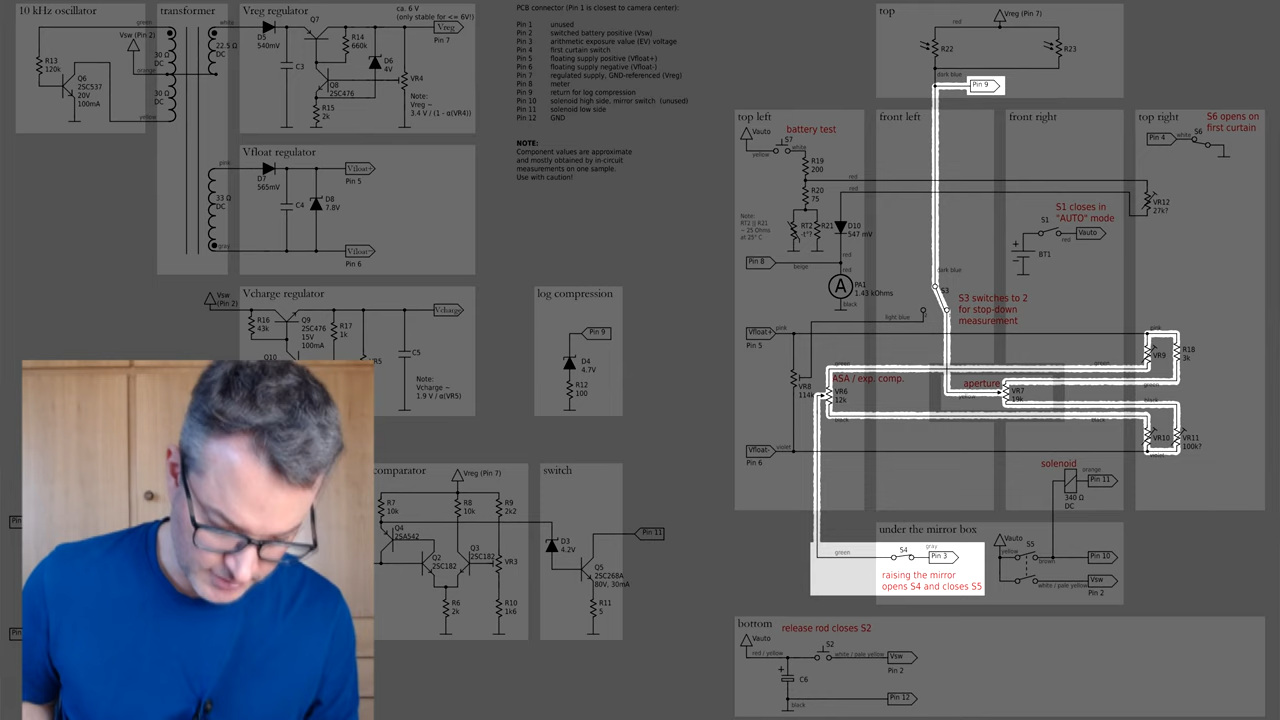 10 kHz oscillator
green
Vsw (Pin 2)
R13
120k
orange
Q6
2SC537
20V
100mA
yellow
transformer
white
30 Ω
DC
22.5 Ω
DC
30 Ω
DC
pink
33 Ω
DC
gray
Vreg regulator
ca. 6 V
(only stable for <= 6V!)
Q7
Vreg
Pin 7
D5
540mV
R14
660k
D6
4V
C3
VR4
Q8
2SC476
R15
2k
Note:
Vreg ~
3.4 V / (1 - α(VR4))
Vfloat regulator
D7
565mV
Vfloat+
Pin 5
C4
D8
7.8V
Vfloat-
Pin 6
Vcharge regulator
Vsw
(Pin 2)
R16
43k
Q9
2SC476
15V
100mA
R17
1k
Q10
VR5
C5
Vcharge
Note:
Vcharge ~
1.9 V / α(VR5)
PCB connector (Pin 1 is closest to camera center):
Pin 1 unused
Pin 2 switched battery positive (Vsw)
Pin 3 arithmetic exposure value (EV) voltage
Pin 4 first curtain switch
Pin 5 floating supply positive (Vfloat+)
Pin 6 floating supply negative (Vfloat-)
Pin 7 regulated supply, GND-referenced (Vreg)
Pin 8 meter
Pin 9 return for log compression
Pin 10 solenoid high side, mirror switch (unused)
Pin 11 solenoid low side
Pin 12 GND
NOTE:
Component values are approximate
and mostly obtained by in-circuit
measurements on one sample.
Use with caution!
log compression
Pin 9
D4
4.7V
R12
100
comparator
Vreg (Pin 7)
R7
10k
R8
10k
R9
2k2
Q4
2SA542
Q2
2SC182
Q3
2SC182
VR3
R6
2k
R10
1k6
switch
Pin 11
D3
4.2V
Q5
2SC268A
80V, 30mA
R11
5
top
Vreg (Pin 7)
red
R22
R23
dark blue
Pin 9
top left
Vauto
battery test
S7
yellow
white
R19
200
red
R20
75
red
Note:
RT2 || R21
~ 25 Ohms
at 25° C
RT2
-t°
R21
D10
547 mV
Pin 8
beige
red
red
A
PA1
1.43 kOhms
black
Vfloat+
pink
Pin 5
light blue
VR8
114k
green
ASA / exp. comp.
VR6
12k
black
Vfloat-
violet
Pin 6
front left
dark blue
S3
S3 switches to 2
for stop-down
measurement
aperture
yellow
front right
S1 closes in
"AUTO" mode
S1
Vauto
red
BT1
VR7
19k
green
green
black
black
solenoid
orange
Pin 11
340 Ω
DC
top right
S6 opens on
first curtain
Pin 4
white
S6
VR12
27k?
pink
VR9
R18
3k
VR10
VR11
100k?
violet
under the mirror box
green
S4
gray
Pin 3
raising the mirror
opens S4 and closes S5
Vauto
yellow
S5
brown
Pin 10
white / pale yellow
Vsw
Pin 2
bottom
release rod closes S2
Vauto
red / yellow
S2
white / pale yellow
Vsw
Pin 2
C6
Pin 12
black